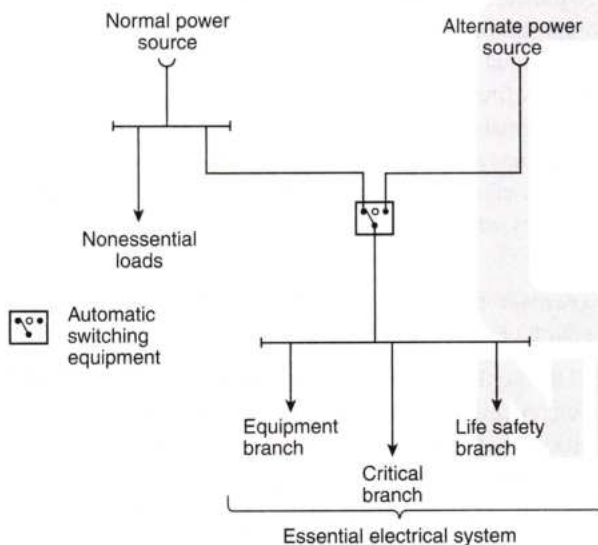 Normal power
source
Alternate power
source
Nonessential
loads
Automatic
switching
equipment
Equipment
branch
Life safety
branch
Critical
branch
Essential electrical system